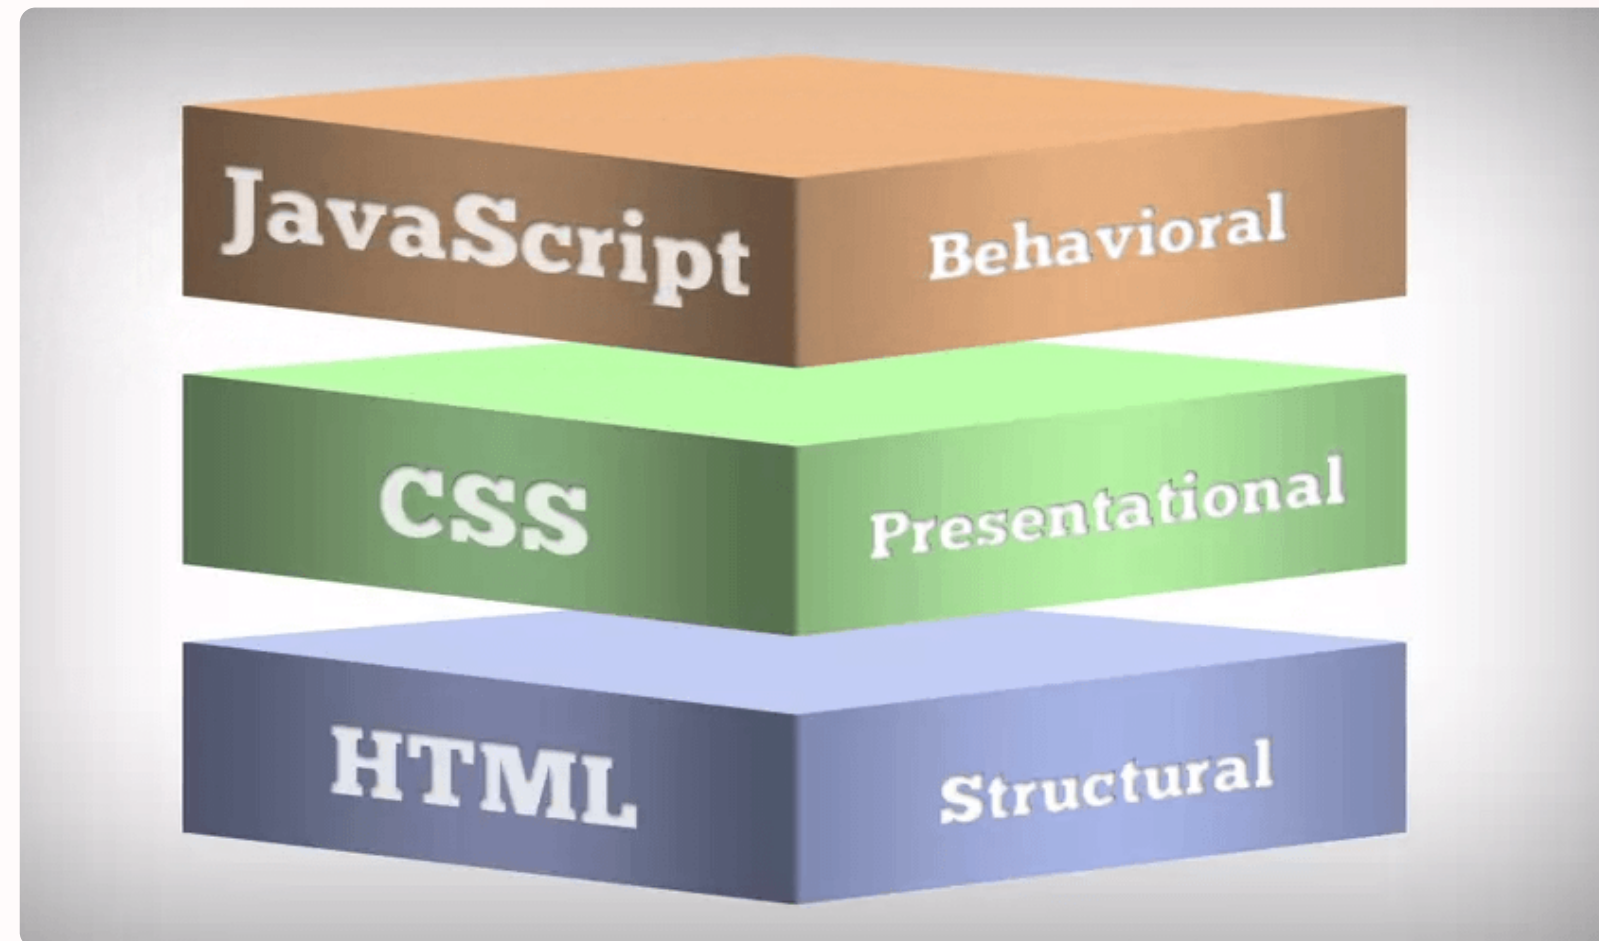 JavaScript
Behavioral
CSS
Presentational
HTML
Structural